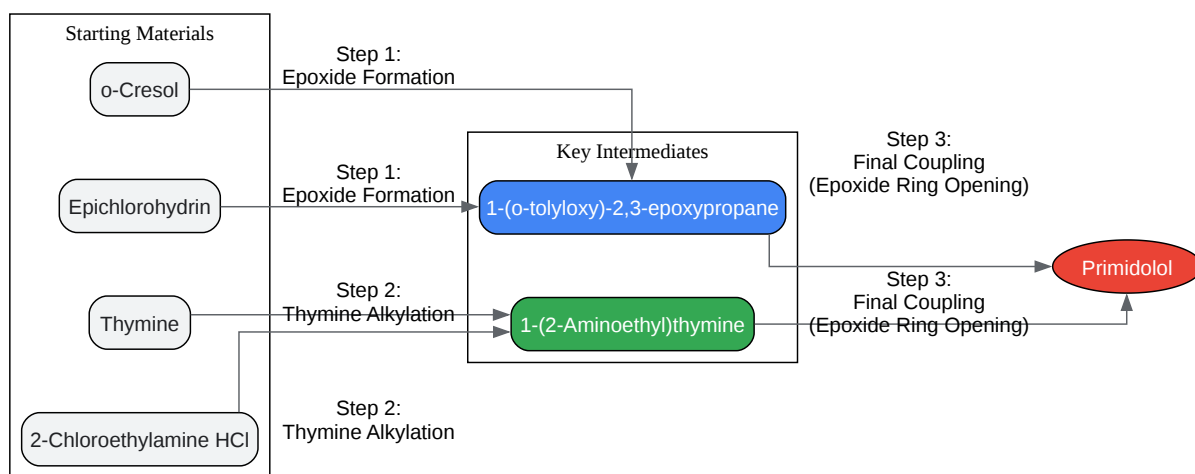 Starting Materials
o-Cresol
Step 1:
Epoxide Formation
Epichlorohydrin
Step 1:
Epoxide Formation
Thymine
Step 2:
Thymine Alkylation
2-Chloroethylamine HCl
Step 2:
Thymine Alkylation
Key Intermediates
1-(o-tolyloxy)-2,3-epoxypropane
1-(2-Aminoethyl)thymine
Step 3:
Final Coupling
(Epoxide Ring Opening)
Step 3:
Final Coupling
(Epoxide Ring Opening)
Primidolol